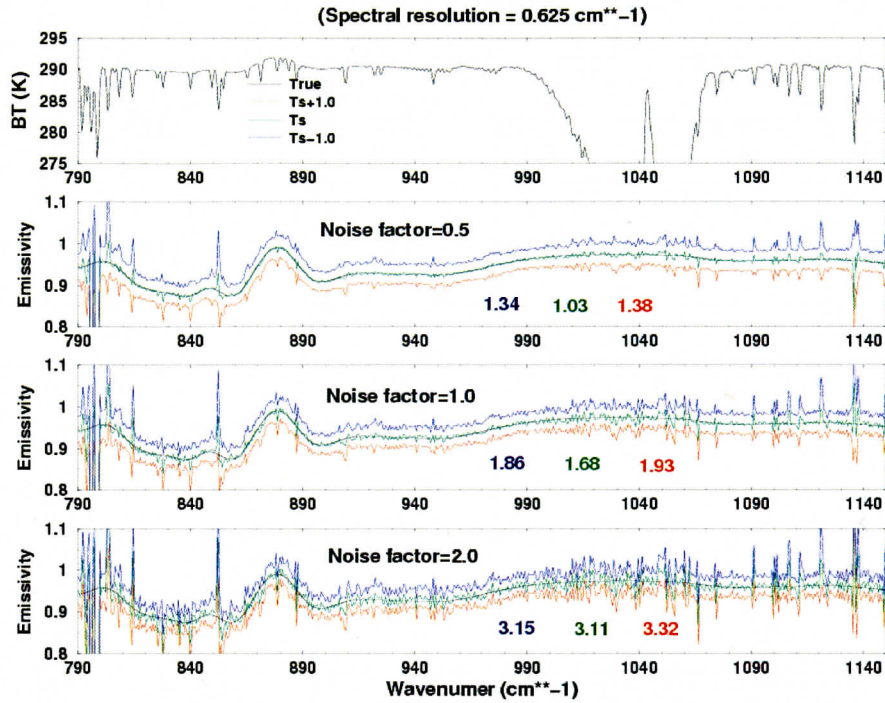 (Spectral resolution = 0.625 cm**−1)
BT (K)
295
290
285
280
275
True
Ts+1.0
Ts
Ts−1.0
790 840 890 940 990 1040 1090 1140
Emissivity
1.1
1
0.9
0.8
Noise factor=0.5
1.34 1.03 1.38
790 840 890 940 990 1040 1090 1140
Emissivity
1.1
1
0.9
0.8
Noise factor=1.0
1.86 1.68 1.93
790 840 890 940 990 1040 1090 1140
Emissivity
1.1
1
0.9
0.8
Noise factor=2.0
3.15 3.11 3.32
790 840 890 940 990 1040 1090 1140
Wavenumer (cm**−1)